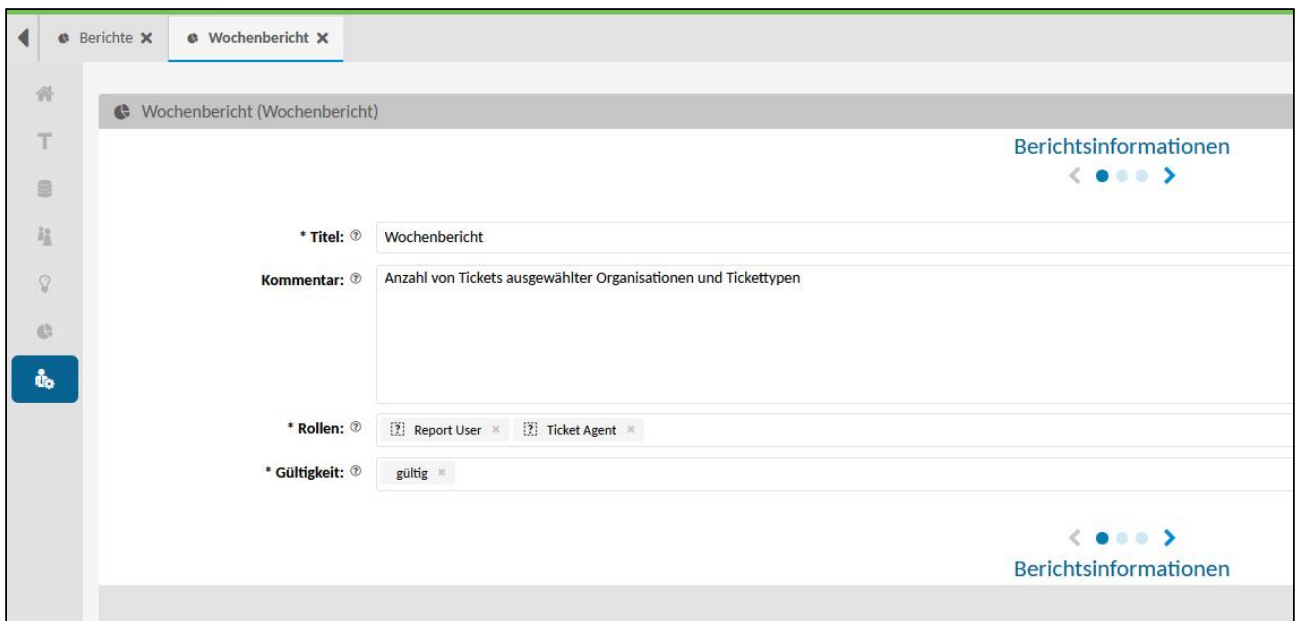 Berichte
Wochenbericht
Wochenbericht (Wochenbericht)
Berichtsinformationen
* Titel: Wochenbericht
Kommentar: Anzahl von Tickets ausgewählter Organisationen und Tickettypen
* Rollen: Report User Ticket Agent
* Gültigkeit: gültig
Berichtsinformationen